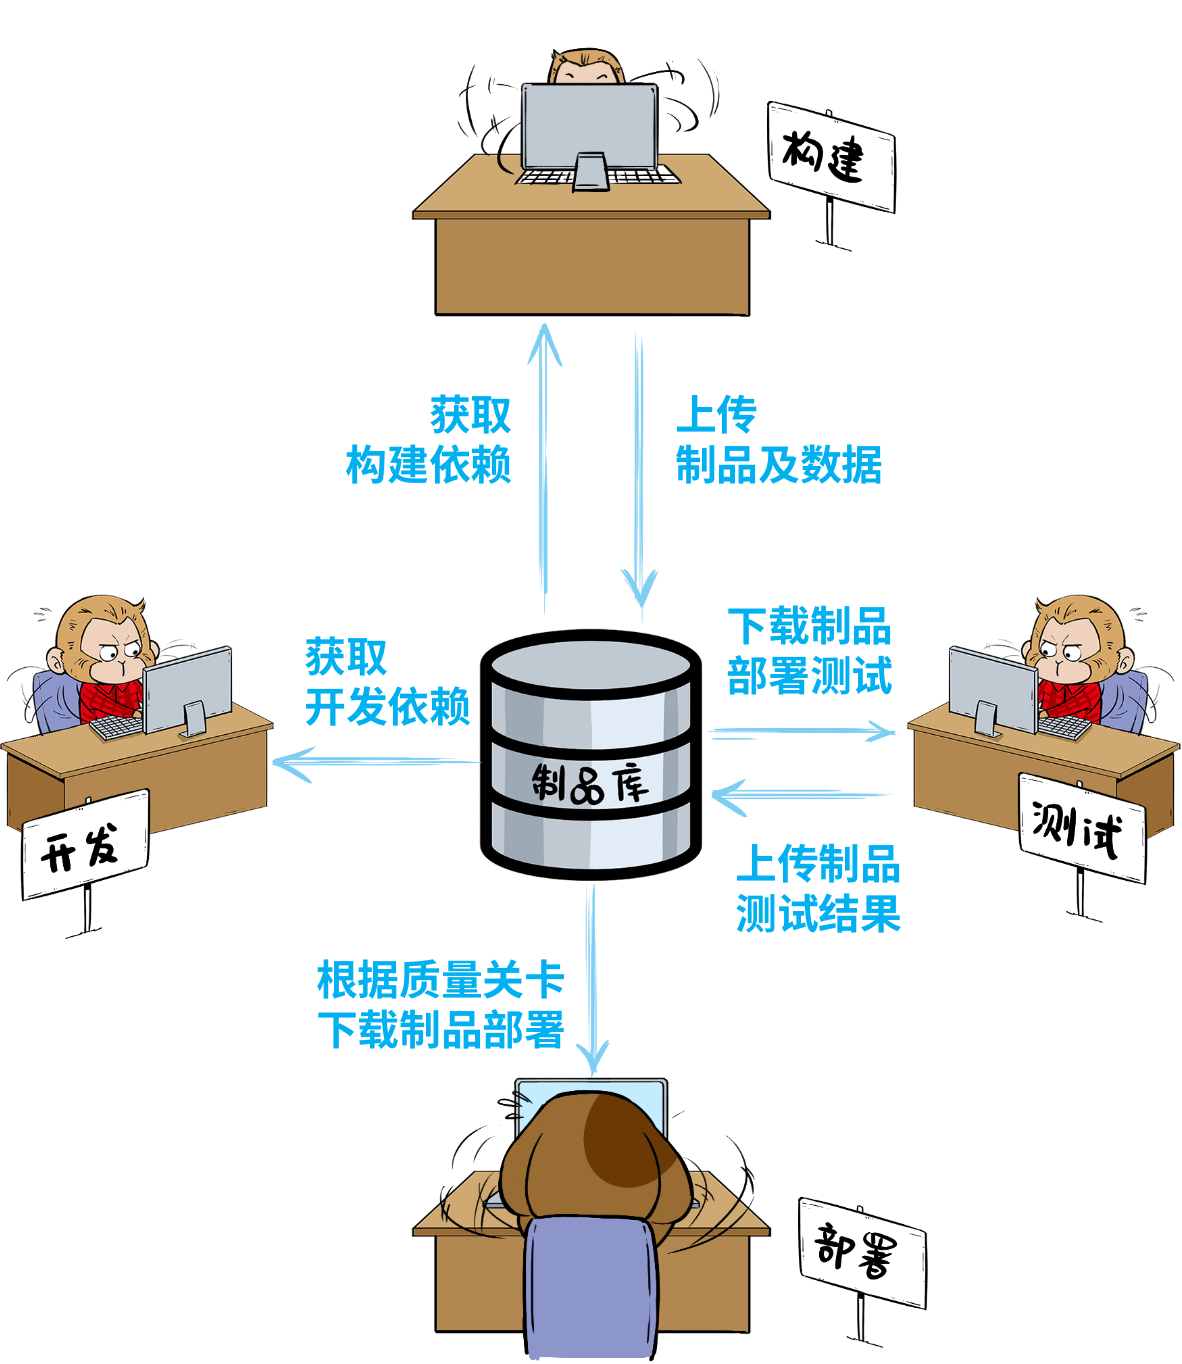 构建
获取
构建依赖
上传
制品及数据
下载制品
部署测试
获取
开发依赖
制品库
开发
测试
上传制品
测试结果
根据质量关卡
下载制品部署
部署